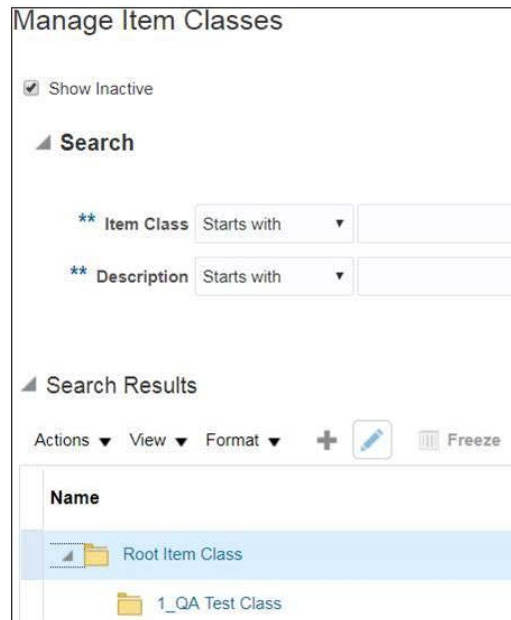 Manage Item Classes
Show Inactive
Search
** Item Class Starts with
** Description Starts with
Search Results
Actions View Format Freeze
Name
Root Item Class
1_QA Test Class